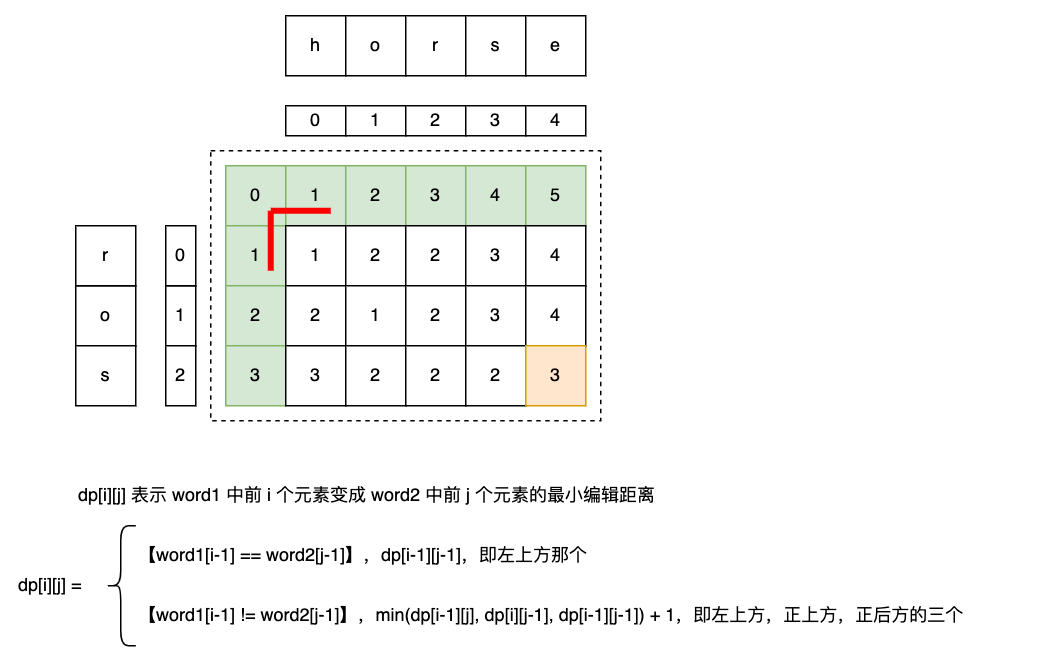 h o r s e
0 1 2 3 4
0 1 2 3 4 5
r 0 1 1 2 2 3 4
o 1 2 2 1 2 3 4
s 2 3 3 2 2 2 3
dp[i][j] 表示 word1 中前 i 个元素变成 word2 中前 j 个元素的最小编辑距离
【word1[i-1] == word2[j-1]】，dp[i-1][j-1]，即左上方那个
dp[i][j] =
【word1[i-1] != word2[j-1]】，min(dp[i-1][j], dp[i][j-1], dp[i-1][j-1]) + 1，即左上方，正上方，正后方的三个